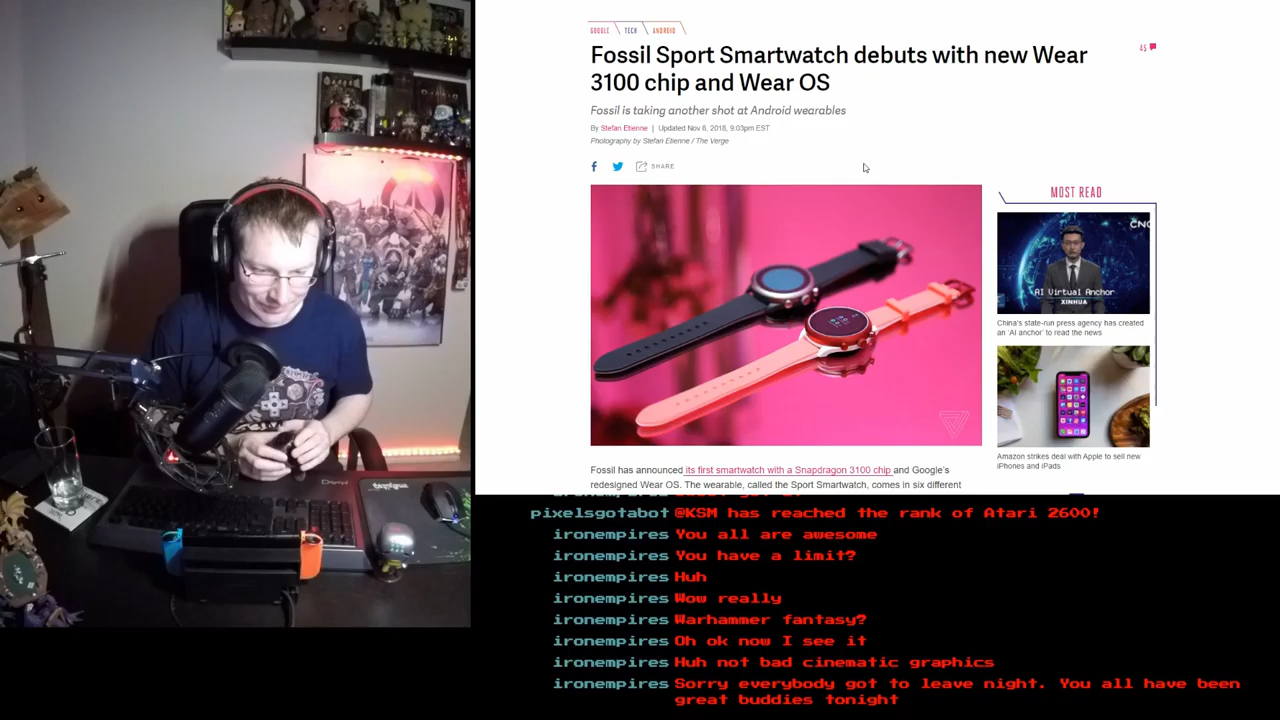 GOOGLE TECH ANDROID
Fossil Sport Smartwatch debuts with new Wear
3100 chip and Wear OS
45
Fossil is taking another shot at Android wearables
By Stefan Etienne | Updated Nov 8, 2018, 9:03pm EST
Photography by Stefan Etienne / The Verge
SHARE
MOST READ
CNC
AI Virtual Anchor
XINHUA
China's state-run press agency has created
an 'AI anchor' to read the news
Amazon strikes deal with Apple to sell new
iPhones and iPads
Fossil has announced its first smartwatch with a Snapdragon 3100 chip and Google's
redesigned Wear OS. The wearable, called the Sport Smartwatch, comes in six different
pixelsgotabot @KSM has reached the rank of Atari 2600!
ironempires You all are awesome
ironempires You have a limit?
ironempires Huh
ironempires Wow really
ironempires Warhammer fantasy?
ironempires Oh ok now I see it
ironempires Huh not bad cinematic graphics
ironempires Sorry everybody got to leave night. You all have been
great buddies tonight